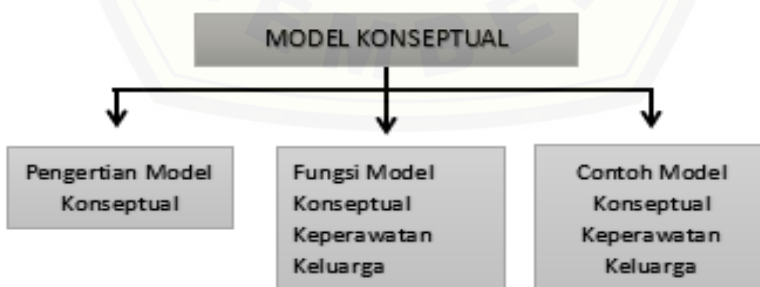 MODEL KONSEPTUAL
Pengertian Model
Konseptual
Fungsi Model
Konseptual
Keperawatan
Keluarga
Contoh Model
Konseptual
Keperawatan
Keluarga